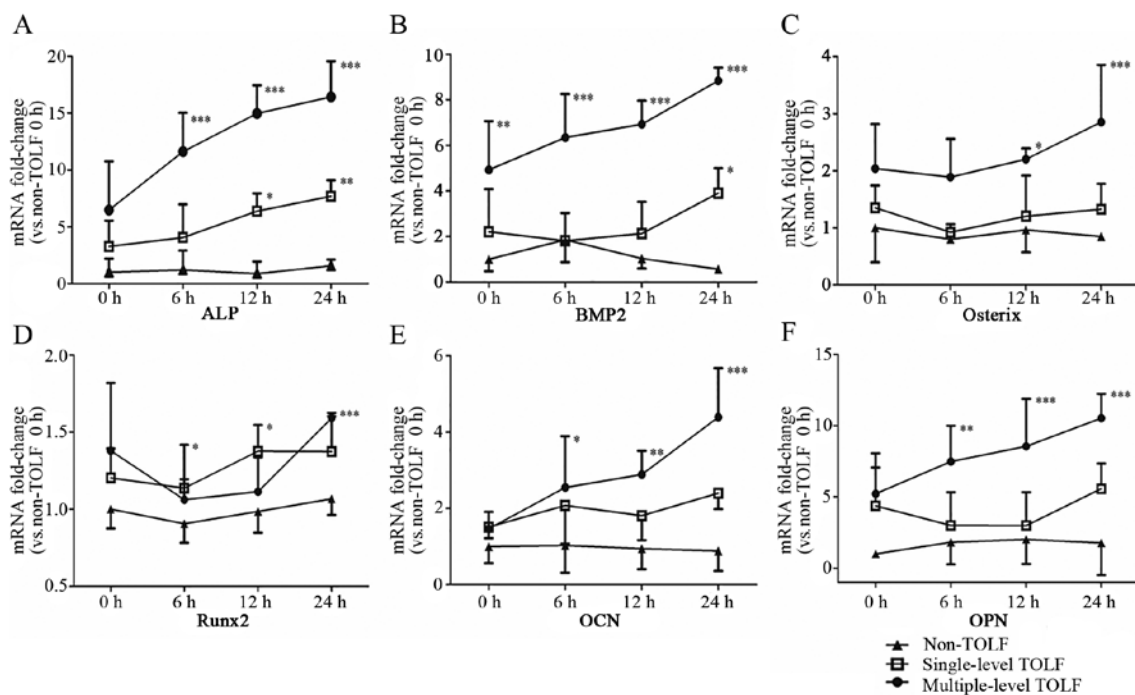 A
B
C
mRNA fold-change
(vs.non-TOLF 0 h)
20
15
10
5
0
***
***
***
*
**
0 h
6 h
12 h
24 h
ALP
mRNA fold-change
(vs.non-TOLF 0 h)
10
8
6
4
2
0
**
***
***
***
*
0 h
6 h
12 h
24 h
BMP2
mRNA fold-change
(vs.non-TOLF 0 h)
4
3
2
1
0
*
***
0 h
6 h
12 h
24 h
Osterix
D
E
F
mRNA fold-change
(vs.non-TOLF 0 h)
2.0
1.5
1.0
0.5
*
*
***
0 h
6 h
12 h
24 h
Runx2
mRNA fold-change
(vs.non-TOLF 0 h)
6
4
2
0
*
**
***
0 h
6 h
12 h
24 h
OCN
mRNA fold-change
(vs.non-TOLF 0 h)
15
10
5
0
**
***
***
0 h
6 h
12 h
24 h
OPN
Non-TOLF
Single-level TOLF
Multiple-level TOLF